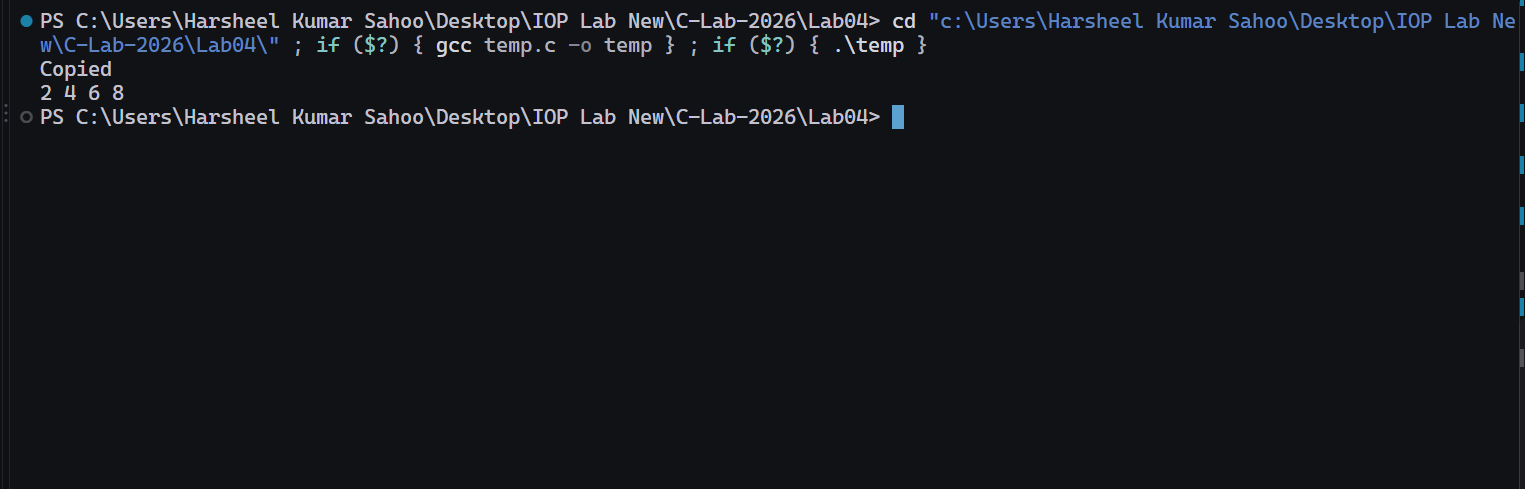 PS C:\Users\Harsheel Kumar Sahoo\Desktop\IOP Lab New\C-Lab-2026\Lab04> cd "c:\Users\Harsheel Kumar Sahoo\Desktop\IOP Lab Ne
w\C-Lab-2026\Lab04\" ; if ($?) { gcc temp.c -o temp } ; if ($?) { .\temp }
Copied
2 4 6 8
PS C:\Users\Harsheel Kumar Sahoo\Desktop\IOP Lab New\C-Lab-2026\Lab04>